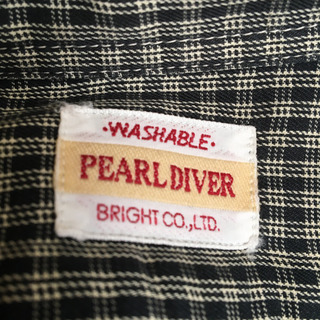 ·WASHABLE·
PEARL DIVER
BRIGHT CO.,LTD.